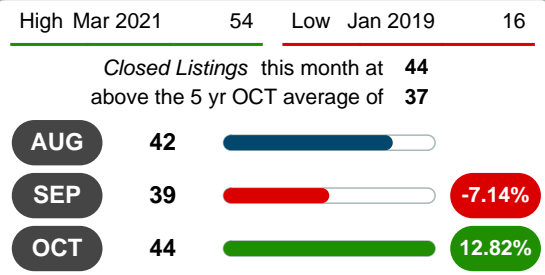 High Mar 2021 54 Low Jan 2019 16
Closed Listings this month at 44
above the 5 yr OCT average of 37
AUG 42
SEP 39 -7.14%
OCT 44 12.82%